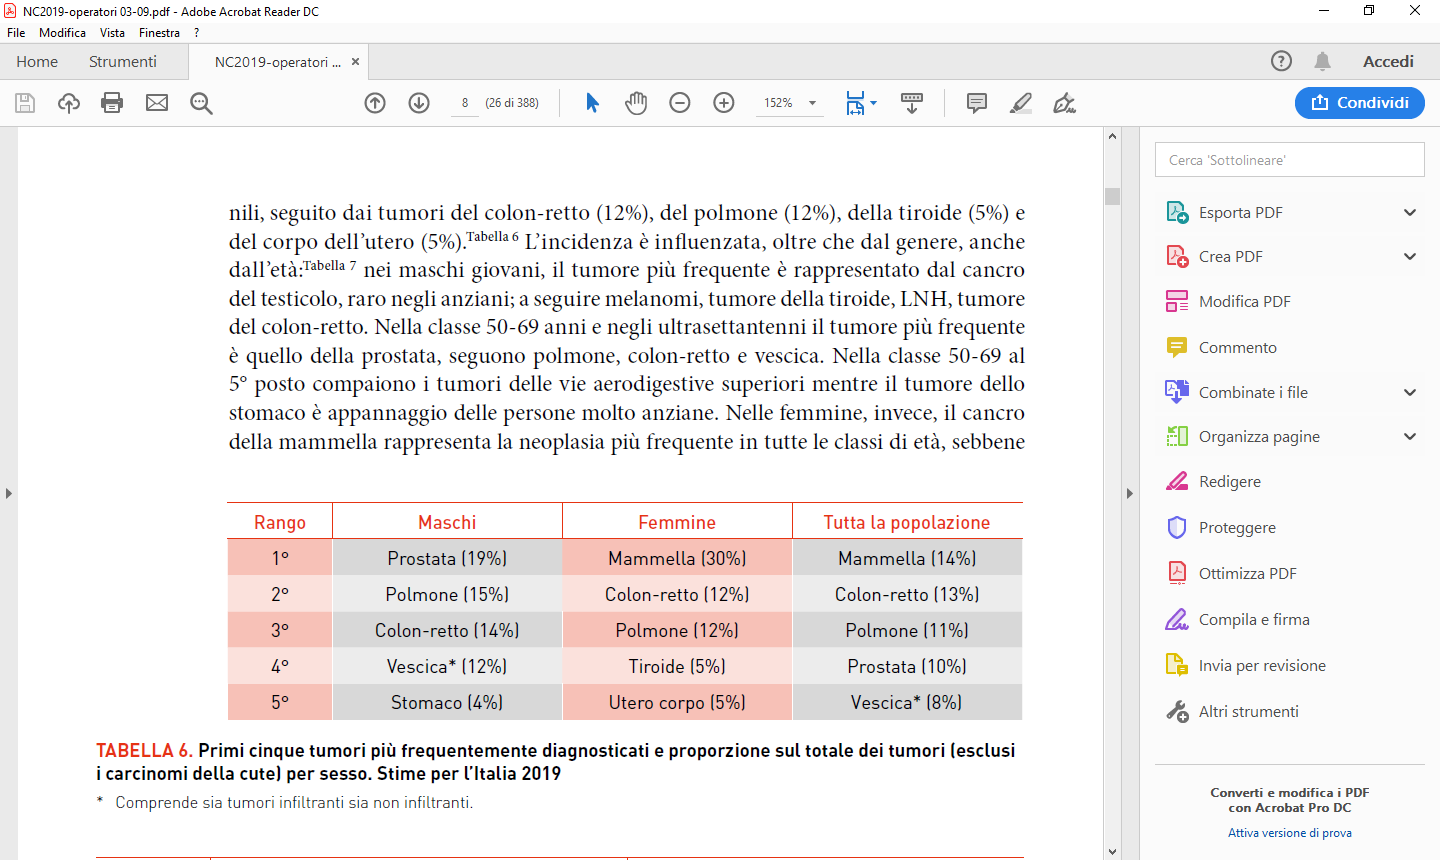 NC2019-operatori 03-09.pdf - Adobe Acrobat Reader DC
File Modifica Vista Finestra ?
Home Strumenti NC2019-operatori ... × Accedi
8 (26 di 388) 152% Condividi
nili, seguito dai tumori del colon-retto (12%), del polmone (12%), della tiroide (5%) e
del corpo dell’utero (5%).Tabella 6 L’incidenza è influenzata, oltre che dal genere, anche
dall’età:Tabella 7 nei maschi giovani, il tumore più frequente è rappresentato dal cancro
del testicolo, raro negli anziani; a seguire melanomi, tumore della tiroide, LNH, tumore
del colon-retto. Nella classe 50-69 anni e negli ultrasettantenni il tumore più frequente
è quello della prostata, seguono polmone, colon-retto e vescica. Nella classe 50-69 al
5° posto compaiono i tumori delle vie aerodigestive superiori mentre il tumore dello
stomaco è appannaggio delle persone molto anziane. Nelle femmine, invece, il cancro
della mammella rappresenta la neoplasia più frequente in tutte le classi di età, sebbene
Rango Maschi Femmine Tutta la popolazione
1° Prostata (19%) Mammella (30%) Mammella (14%)
2° Polmone (15%) Colon-retto (12%) Colon-retto (13%)
3° Colon-retto (14%) Polmone (12%) Polmone (11%)
4° Vescica* (12%) Tiroide (5%) Prostata (10%)
5° Stomaco (4%) Utero corpo (5%) Vescica* (8%)
TABELLA 6. Primi cinque tumori più frequentemente diagnosticati e proporzione sul totale dei tumori (esclusi
i carcinomi della cute) per sesso. Stime per l’Italia 2019
* Comprende sia tumori infiltranti sia non infiltranti.
Cerca 'Sottolineare'
Esporta PDF
Crea PDF
Modifica PDF
Commento
Combinate i file
Organizza pagine
Redigere
Proteggere
Ottimizza PDF
Compila e firma
Invia per revisione
Altri strumenti
Converti e modifica i PDF
con Acrobat Pro DC
Attiva versione di prova